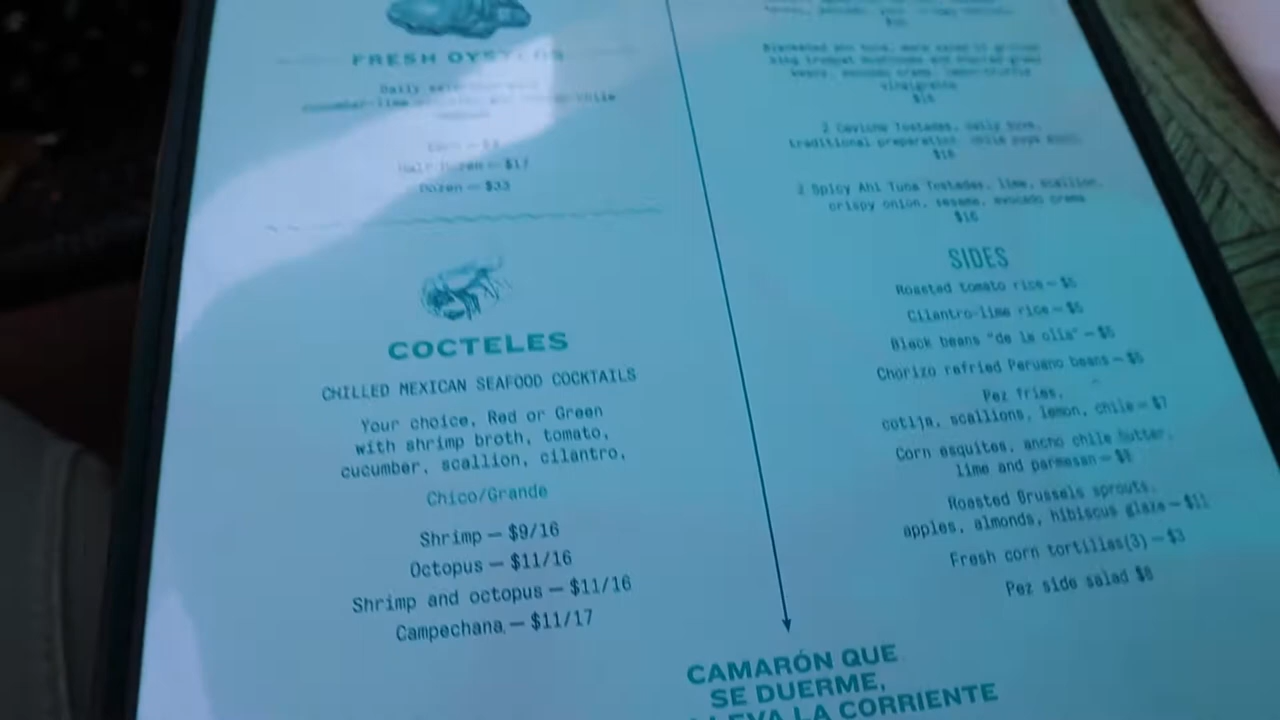 FRESH OYSTERS
Daily
cucumber-lime
Half Dozen — $17
Dozen — $33
COCTELES
CHILLED MEXICAN SEAFOOD COCKTAILS
Your choice, Red or Green
with shrimp broth, tomato,
cucumber, scallion, cilantro,
Chico/Grande
Shrimp — $9/16
Octopus — $11/16
Shrimp and octopus — $11/16
Campechana — $11/17
vinaigrette
2 Ceviche Tostadas, daily
traditional preparation,
$16
2 Spicy Ahi Tuna Tostadas, lime, scallion,
crispy onion, sesame, avocado crema
$16
SIDES
Roasted tomato rice — $5
Cilantro-lime rice — $5
Black beans "de la olla" — $5
Chorizo refried Peruano beans — $5
Pez fries,
cotija, scallions, lemon, chile — $7
Corn esquites, ancho chile butter,
lime and parmesan — $8
Roasted Brussels sprouts,
apples, almonds, hibiscus glaze — $11
Fresh corn tortillas(3) — $3
Pez side salad $8
CAMARÓN QUE
SE DUERME,
LLEVA LA CORRIENTE